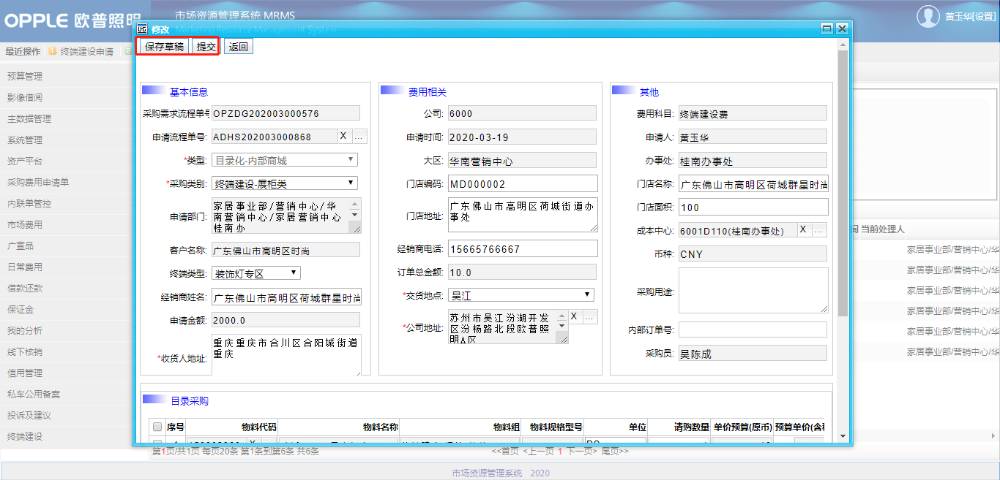 OPPLE 欧普照明
市场资源管理系统 MRMS
Marketing Resource Management System
黄玉华[设置]
最近操作 终端建设申请
预算管理
影像借阅
主数据管理
系统管理
资产平台
采购费用申请单
内联单管控
市场费用
广宣品
日常费用
借款还款
保证金
我的分析
线下核销
信用管理
私车公用备案
投诉及建议
终端建设
修改
保存草稿 提交 返回
基本信息
采购需求流程单号 OPZDG202003000576
申请流程单号: ADHS202003000868 X ...
*类型: 目录化-内部商城
*采购类别: 终端建设-展柜类
申请部门: 家居事业部/营销中心/华
南营销中心/家居营销中心
桂南办
客户名称: 广东佛山市高明区时尚
终端类型: 装饰灯专区
经销商姓名: 广东佛山市高明区荷城群星时尚
申请金额: 2000.0
*收货人地址: 重庆重庆市合川区合阳城街道
重庆
费用相关
公司: 6000
申请时间: 2020-03-19
大区: 华南营销中心
门店编码: MD000002
门店地址: 广东佛山市高明区荷城街道办
事处
经销商电话: 15665766667
订单总金额: 10.0
*交货地点: 吴江
*公司地址: 苏州市吴江汾湖开发
区汾杨路北段欧普照
明A区
X ...
其他
费用科目: 终端建设费
申请人: 黄玉华
办事处: 桂南办事处
门店名称: 广东佛山市高明区荷城群星时尚
门店面积: 100
成本中心: 6001D110(桂南办事处) X ...
币种: CNY
采购用途:
内部订单号:
采购员: 吴陈成
目录采购
序号 物料代码 物料名称 物料组 物料规格型号 单位 请购数量 单价预算(原币) 预算单价(含税
间 当前处理人
家居事业部/营销中心/华
家居事业部/营销中心/华
家居事业部/营销中心/华
家居事业部/营销中心/华
家居事业部/营销中心/华
家居事业部/营销中心/华
第1页/共1页 每页20条 第1条到第6条 共6条 <<首页 <上一页 1 下一页> 尾页>>
市场资源管理系统 2020